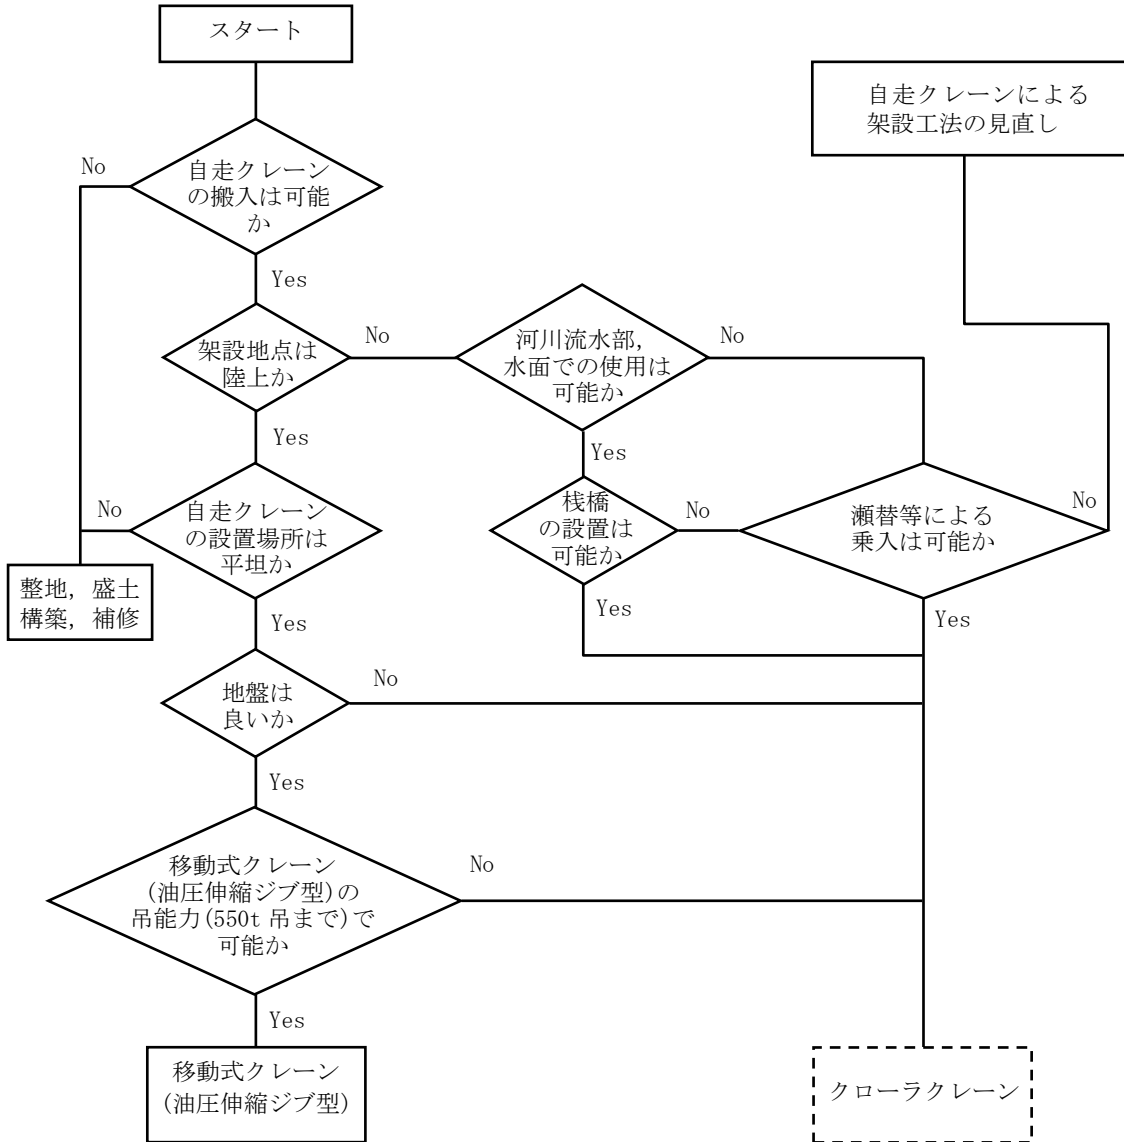 スタート
自走クレーンによる
架設工法の見直し
No
自走クレーン
の搬入は可能
か
Yes
架設地点は
陸上か
No
河川流水部，
水面での使用は
可能か
No
Yes
Yes
No
自走クレーン
の設置場所は
平坦か
桟橋
の設置は
可能か
No
瀬替等による
乗入は可能か
No
整地，盛土
構築，補修
Yes
Yes
Yes
地盤は
良いか
No
Yes
移動式クレーン
(油圧伸縮ジブ型)の
吊能力(550t 吊まで)で
可能か
No
Yes
移動式クレーン
(油圧伸縮ジブ型)
クローラクレーン